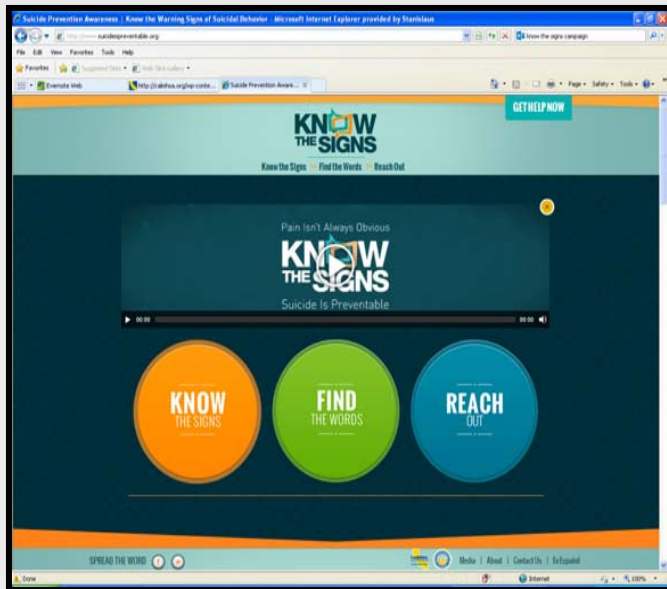 Suicide Prevention Awareness | Know the Warning Signs of Suicidal Behavior - Microsoft Internet Explorer provided by Stanislaus
suicideispreventable.org
know the signs campaign
File Edit View Favorites Tools Help
Favorites Suggested Sites Web Slice Gallery
Evernote Web
Suicide Prevention Aware...
Page Safety Tools
GET HELP NOW
KNOW
THE SIGNS
Know the Signs Find the Words Reach Out
Pain Isn't Always Obvious
KNOW
THE SIGNS
Suicide Is Preventable
00:00 00:00
KNOW
THE SIGNS
FIND
THE WORDS
REACH
OUT
SPREAD THE WORD
Media | About | Contact Us | En Español
Done Internet 100%